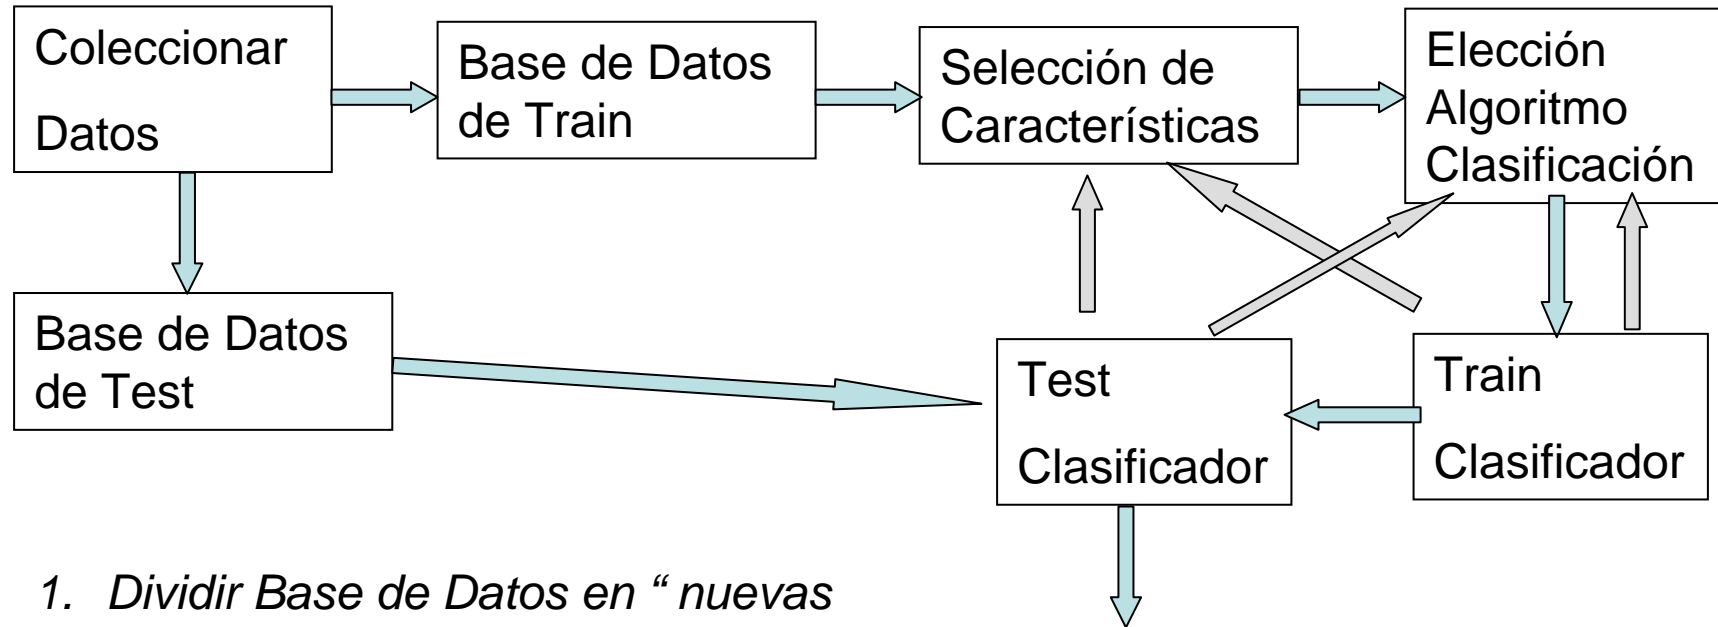 Coleccionar
Datos
Base de Datos
de Train
Selección de
Características
Elección
Algoritmo
Clasificación
Base de Datos
de Test
Test
Clasificador
Train
Clasificador
1. Dividir Base de Datos en “ nuevas